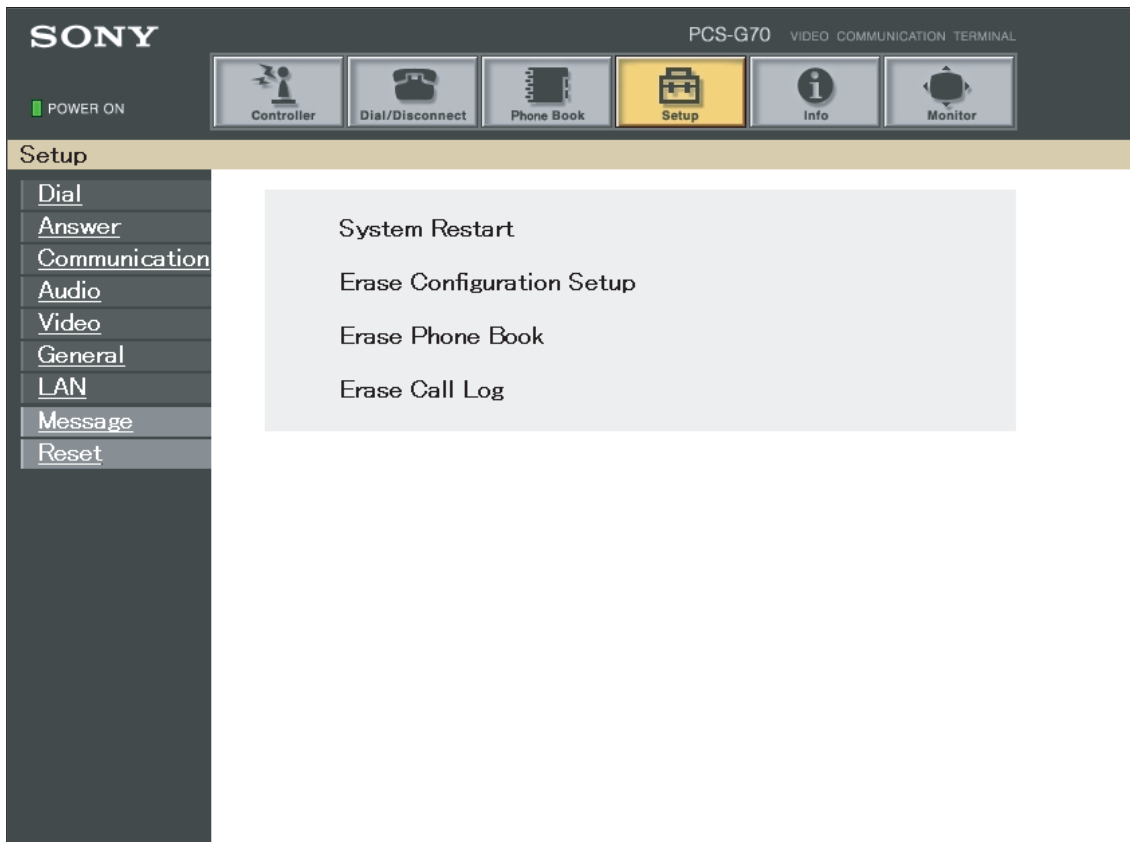 SONY
PCS-G70 VIDEO COMMUNICATION TERMINAL
POWER ON
Controller
Dial/Disconnect
Phone Book
Setup
Info
Monitor
Setup
Dial
Answer
Communication
Audio
Video
General
LAN
Message
Reset
System Restart
Erase Configuration Setup
Erase Phone Book
Erase Call Log